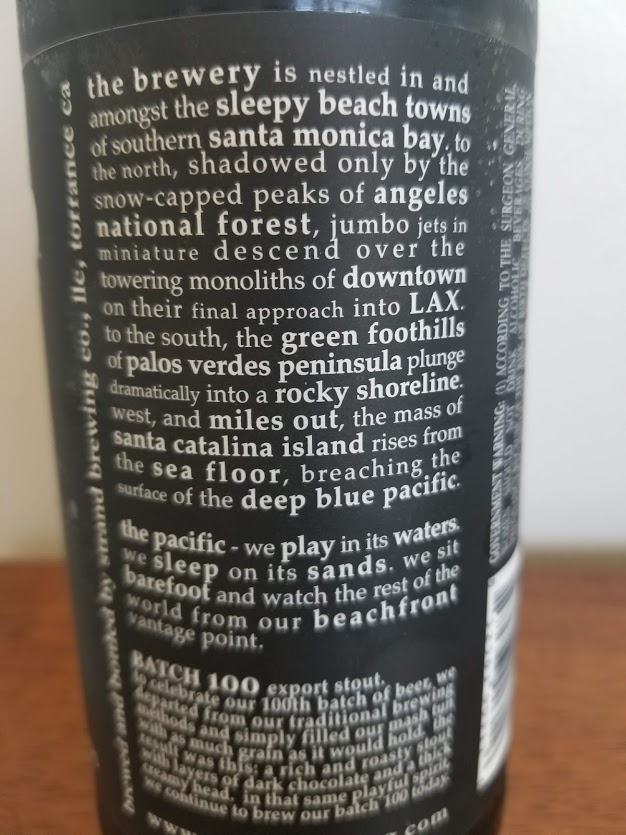 the brewery is nestled in and
amongst the sleepy beach towns
of southern santa monica bay. to
the north, shadowed only by the
snow-capped peaks of angeles
national forest, jumbo jets in
miniature descend over the
towering monoliths of downtown
on their final approach into LAX.
to the south, the green foothills
of palos verdes peninsula plunge
dramatically into a rocky shoreline.
west, and miles out, the mass of
santa catalina island rises from
the sea floor, breaching the
surface of the deep blue pacific.
the pacific - we play in its waters.
we sleep on its sands. we sit
barefoot and watch the rest of the
world from our beachfront
vantage point.
BATCH 100 export stout.
to celebrate our 100th batch of beer, we
departed from our traditional brewing
methods and simply filled our mash tun
with as much grain as it would hold. the
result was this: a rich and roasty stout
with layers of dark chocolate and a thick
creamy head. in that same playful spirit,
we continue to brew our batch 100 today.
www.
.com
brewed and bottled by strand brewing co., llc, torrance ca
GOVERNMENT WARNING: (1) ACCORDING TO THE SURGEON GENERAL,
SHOULD NOT DRINK ALCOHOLIC BEVERAGES DURING